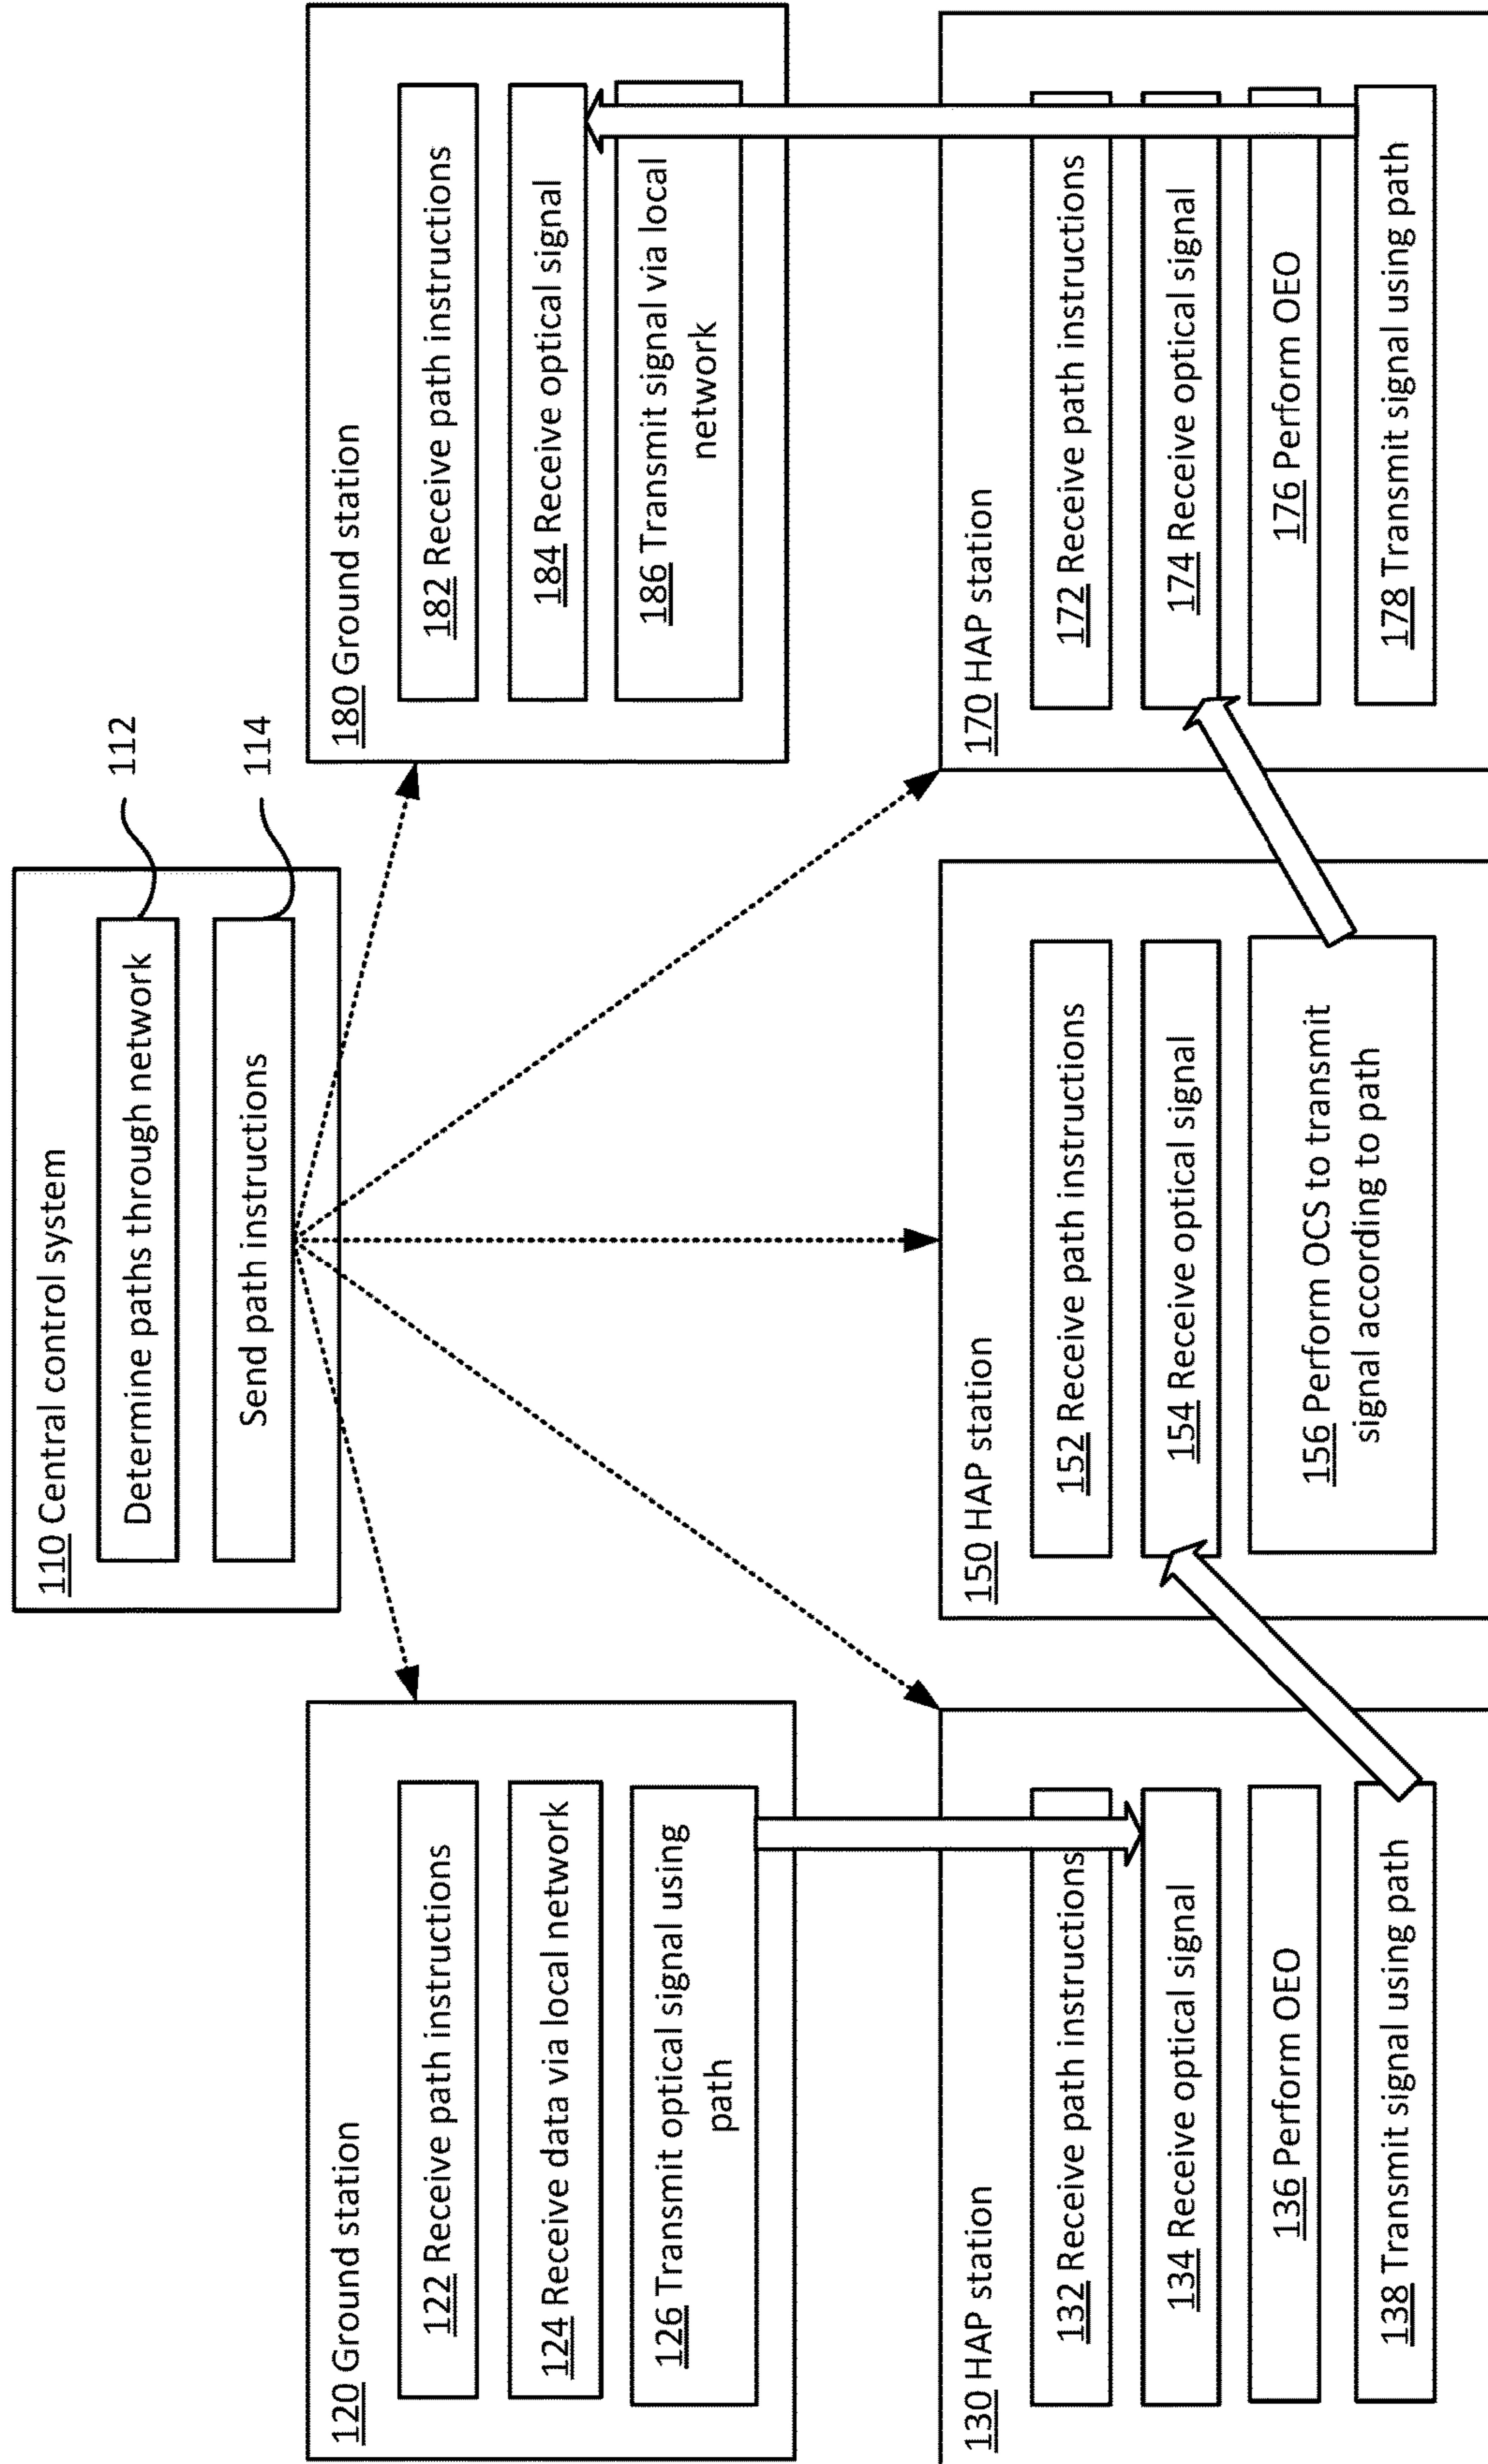 110 Central control system
Determine paths through network
112
Send path instructions
114
120 Ground station
122 Receive path instructions
124 Receive data via local network
126 Transmit optical signal using
path
180 Ground station
182 Receive path instructions
184 Receive optical signal
186 Transmit signal via local
network
130 HAP station
132 Receive path instructions
134 Receive optical signal
136 Perform OEO
138 Transmit signal using path
150 HAP station
152 Receive path instructions
154 Receive optical signal
156 Perform OCS to transmit
signal according to path
170 HAP station
172 Receive path instructions
174 Receive optical signal
176 Perform OEO
178 Transmit signal using path